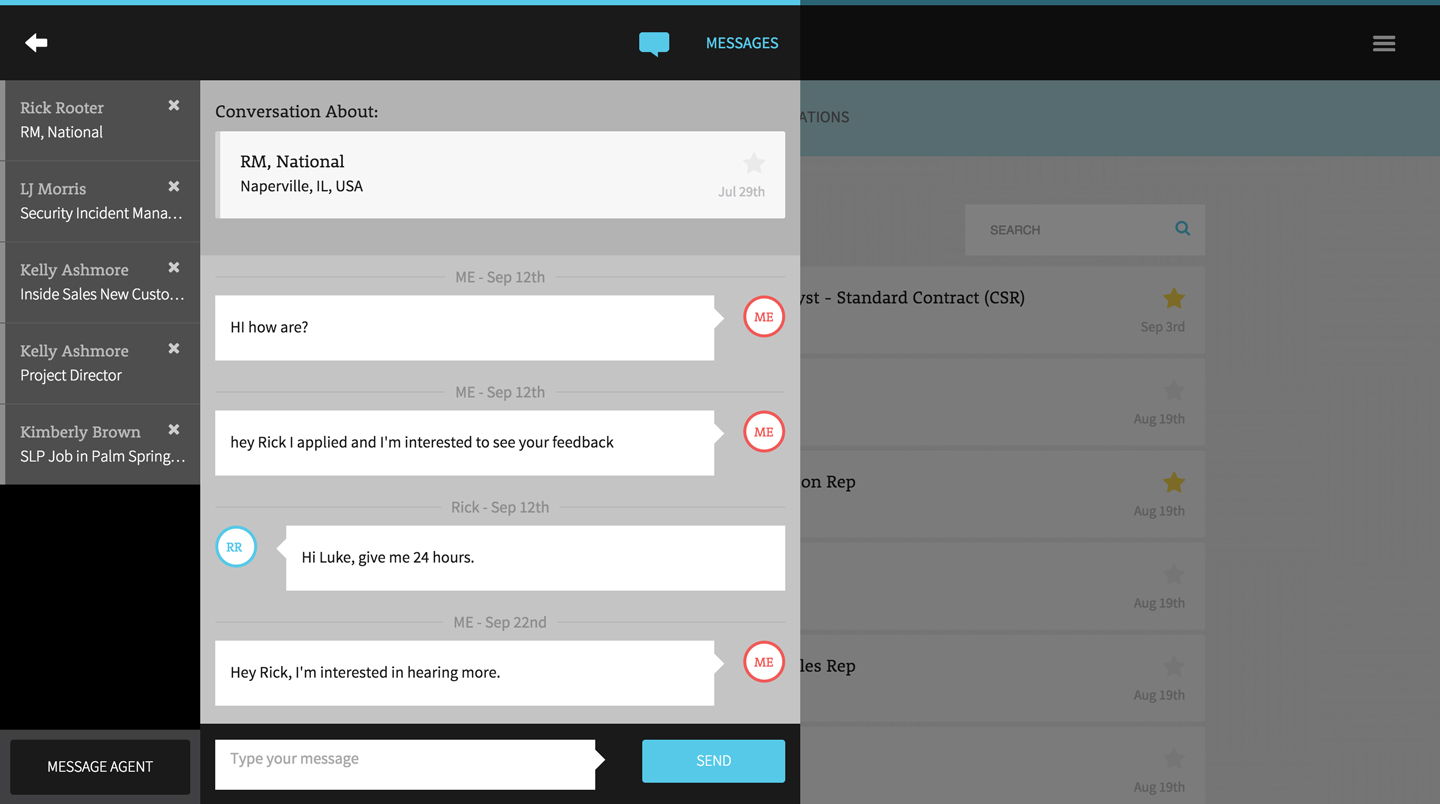 MESSAGES
Rick Rooter
RM, National
LJ Morris
Security Incident Mana…
Kelly Ashmore
Inside Sales New Custo…
Kelly Ashmore
Project Director
Kimberly Brown
SLP Job in Palm Spring…
MESSAGE AGENT
Conversation About:
RM, National
Naperville, IL, USA
Jul 29th
ME - Sep 12th
HI how are?
ME
ME - Sep 12th
hey Rick I applied and I'm interested to see your feedback
ME
Rick - Sep 12th
RR
Hi Luke, give me 24 hours.
ME - Sep 22nd
Hey Rick, I'm interested in hearing more.
ME
Type your message
SEND
ATIONS
SEARCH
yst - Standard Contract (CSR)
Sep 3rd
Aug 19th
on Rep
Aug 19th
Aug 19th
les Rep
Aug 19th
Aug 19th